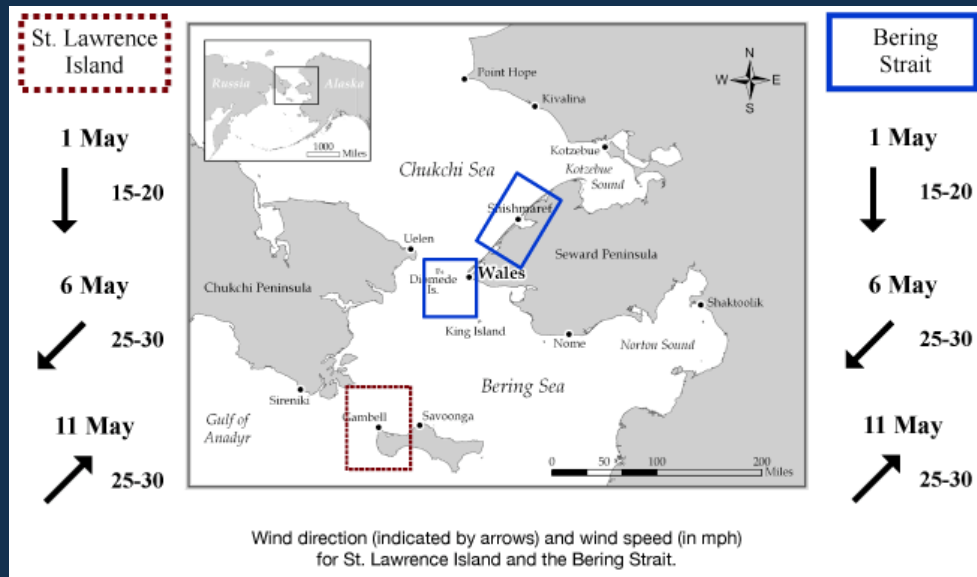 St. Lawrence
Island
1 May
15-20
6 May
25-30
11 May
25-30
Russia
Alaska
1000
Miles
Point Hope
Kivalina
N
W
E
S
Kotzebue
Kotzebue
Sound
Chukchi Sea
Shishmaref
Uelen
Diomede
Is.
Wales
Seward Peninsula
Chukchi Peninsula
King Island
Nome
Shaktoolik
Norton Sound
Bering Sea
Sireniki
Gulf of
Anadyr
Gambell
Savoonga
0
50
100
200
Miles
Bering
Strait
1 May
15-20
6 May
25-30
11 May
25-30
Wind direction (indicated by arrows) and wind speed (in mph)
for St. Lawrence Island and the Bering Strait.